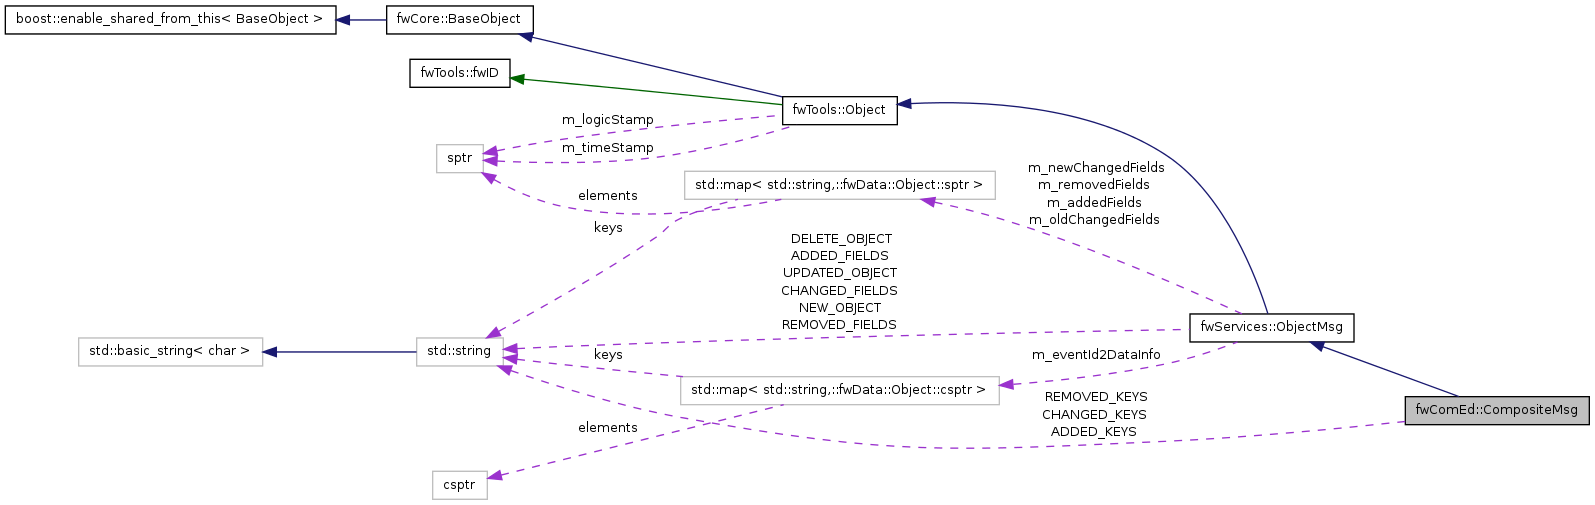 boost::enable_shared_from_this< BaseObject >
fwCore::BaseObject
fwTools::fwID
fwTools::Object
m_logicStamp
m_timeStamp
sptr
elements
std::map< std::string,::fwData::Object::sptr >
m_newChangedFields
m_removedFields
m_addedFields
m_oldChangedFields
keys
DELETE_OBJECT
ADDED_FIELDS
UPDATED_OBJECT
CHANGED_FIELDS
NEW_OBJECT
REMOVED_FIELDS
fwServices::ObjectMsg
std::basic_string< char >
std::string
keys
m_eventId2DataInfo
std::map< std::string,::fwData::Object::csptr >
REMOVED_KEYS
CHANGED_KEYS
ADDED_KEYS
fwComEd::CompositeMsg
elements
csptr